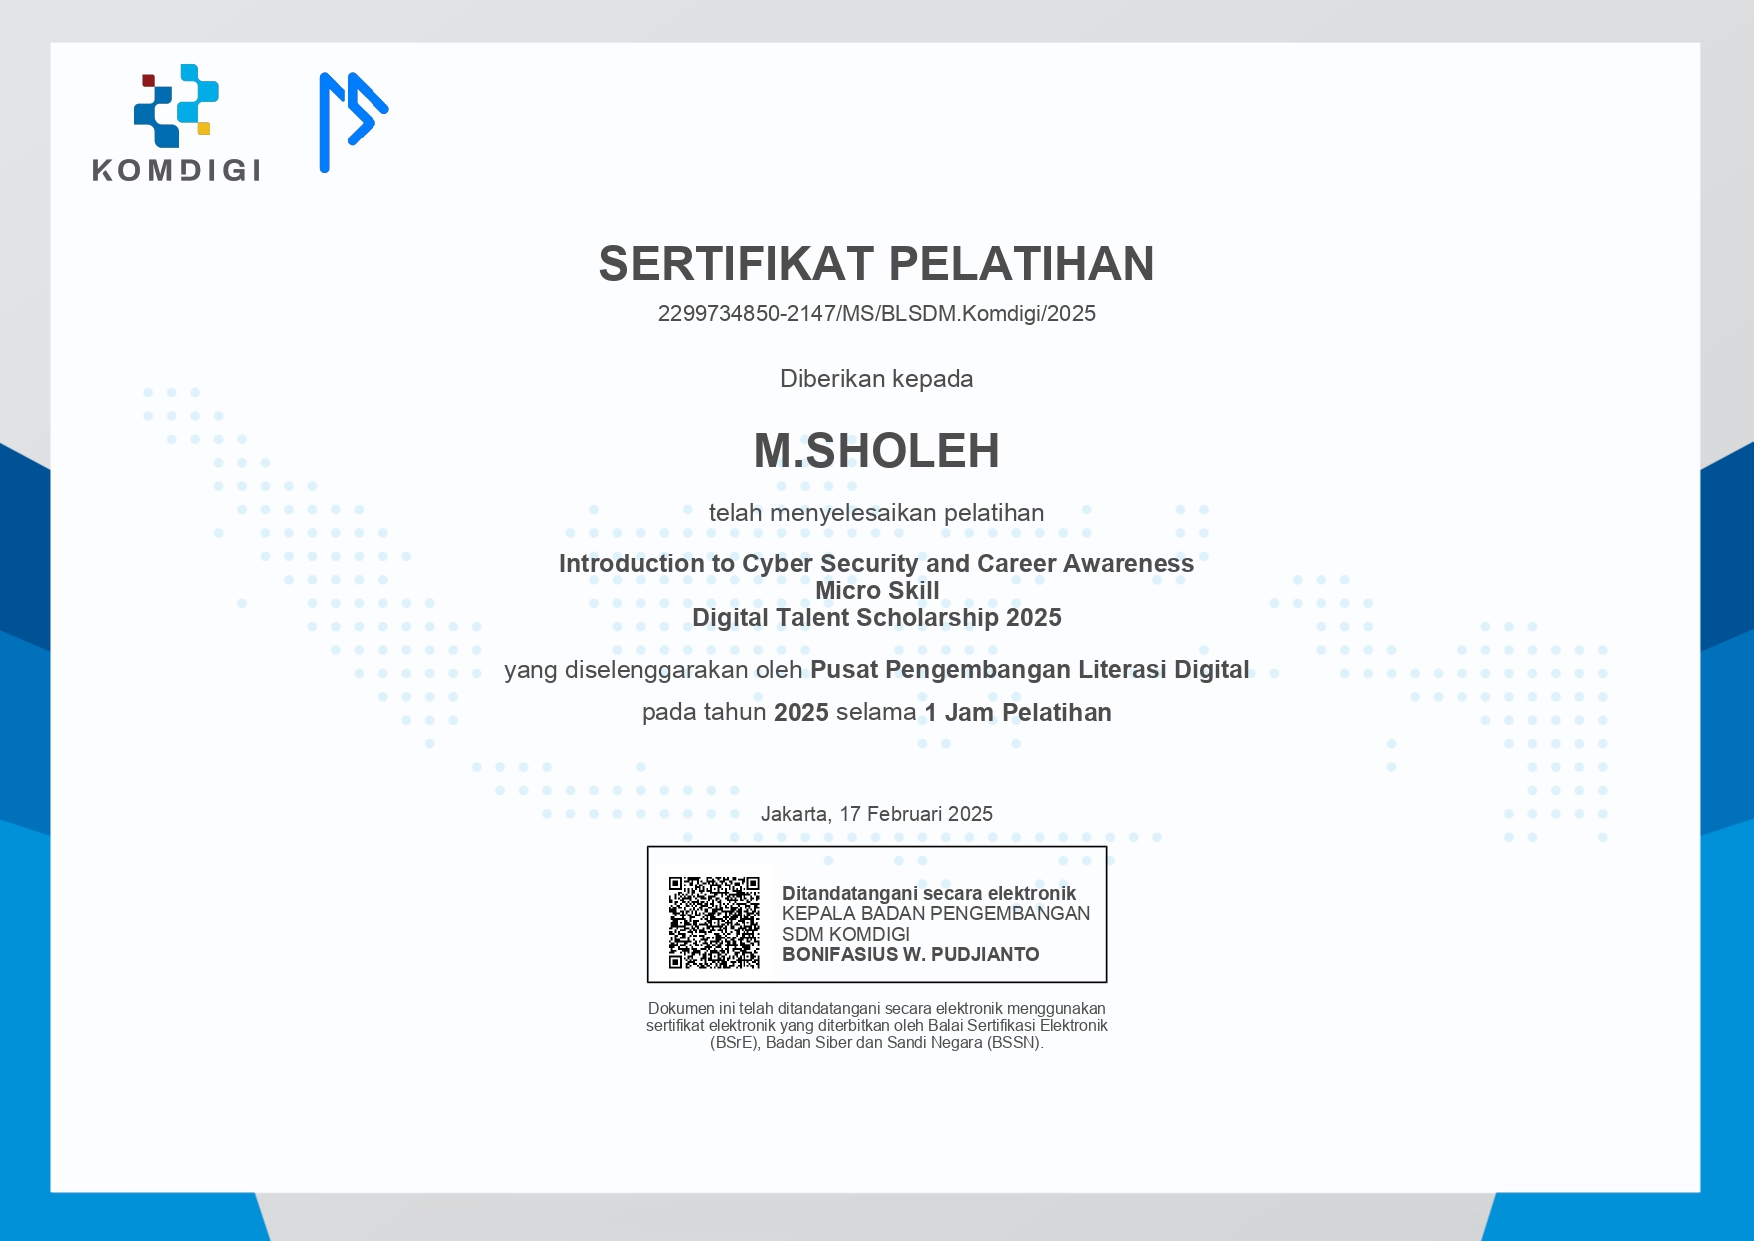 KOMDIGI
SERTIFIKAT PELATIHAN
2299734850-2147/MS/BLSDM.Komdigi/2025
Diberikan kepada
M.SHOLEH
telah menyelesaikan pelatihan
Introduction to Cyber Security and Career Awareness
Micro Skill
Digital Talent Scholarship 2025
yang diselenggarakan oleh Pusat Pengembangan Literasi Digital
pada tahun 2025 selama 1 Jam Pelatihan
Jakarta, 17 Februari 2025
Ditandatangani secara elektronik
KEPALA BADAN PENGEMBANGAN
SDM KOMDIGI
BONIFASIUS W. PUDJIANTO
Dokumen ini telah ditandatangani secara elektronik menggunakan
sertifikat elektronik yang diterbitkan oleh Balai Sertifikasi Elektronik
(BSrE), Badan Siber dan Sandi Negara (BSSN).